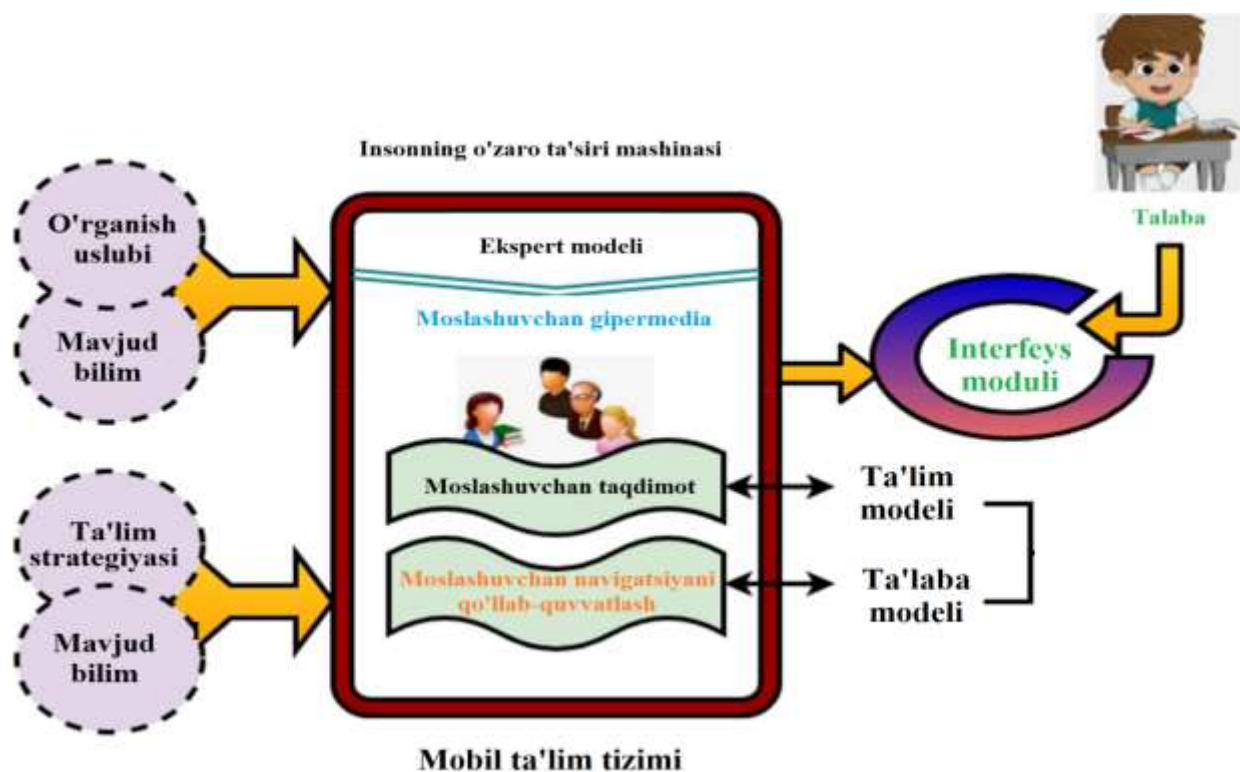 Insonning o'zaro ta'siri mashinasi
Talaba
O'rganish
uslubi
Mavjud
bilim
Ekspert modeli
Moslashuvchan gipermedia
Interfeys
moduli
Moslashuvchan taqdimot
Ta'lim
modeli
Ta'lim
strategiyasi
Mavjud
bilim
Moslashuvchan navigatsiyani
qo'llab-quvvatlash
Ta'laba
modeli
Mobil ta'lim tizimi